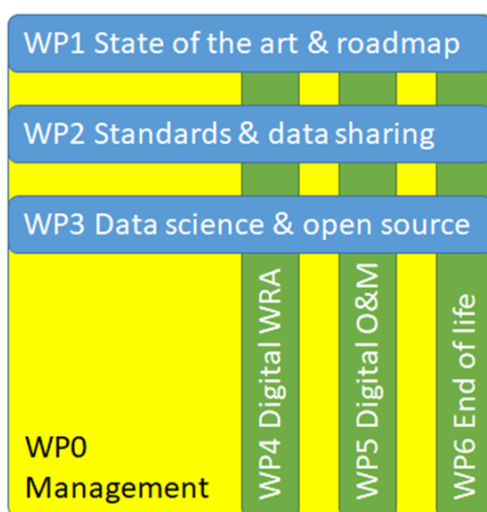 WP1 State of the art & roadmap
WP2 Standards & data sharing
WP3 Data science & open source
WP4 Digital WRA
WP5 Digital O&M
WP6 End of life
WP0
Management